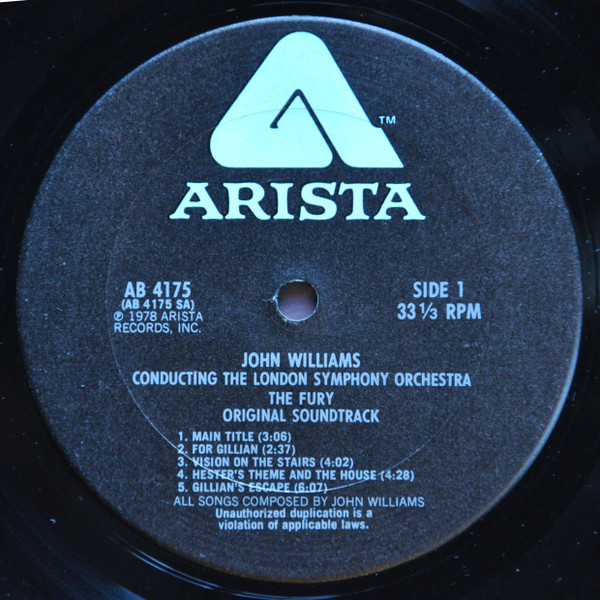 TM
ARISTA
AB 4175
(AB 4175 SA)
℗ 1978 ARISTA
RECORDS, INC.
SIDE 1
33 1/3 RPM
JOHN WILLIAMS
CONDUCTING THE LONDON SYMPHONY ORCHESTRA
THE FURY
ORIGINAL SOUNDTRACK
1. MAIN TITLE (3:06)
2. FOR GILLIAN (2:37)
3. VISION ON THE STAIRS (4:02)
4. HESTER'S THEME AND THE HOUSE (4:28)
5. GILLIAN'S ESCAPE (6:07)
ALL SONGS COMPOSED BY JOHN WILLIAMS
Unauthorized duplication is a
violation of applicable laws.